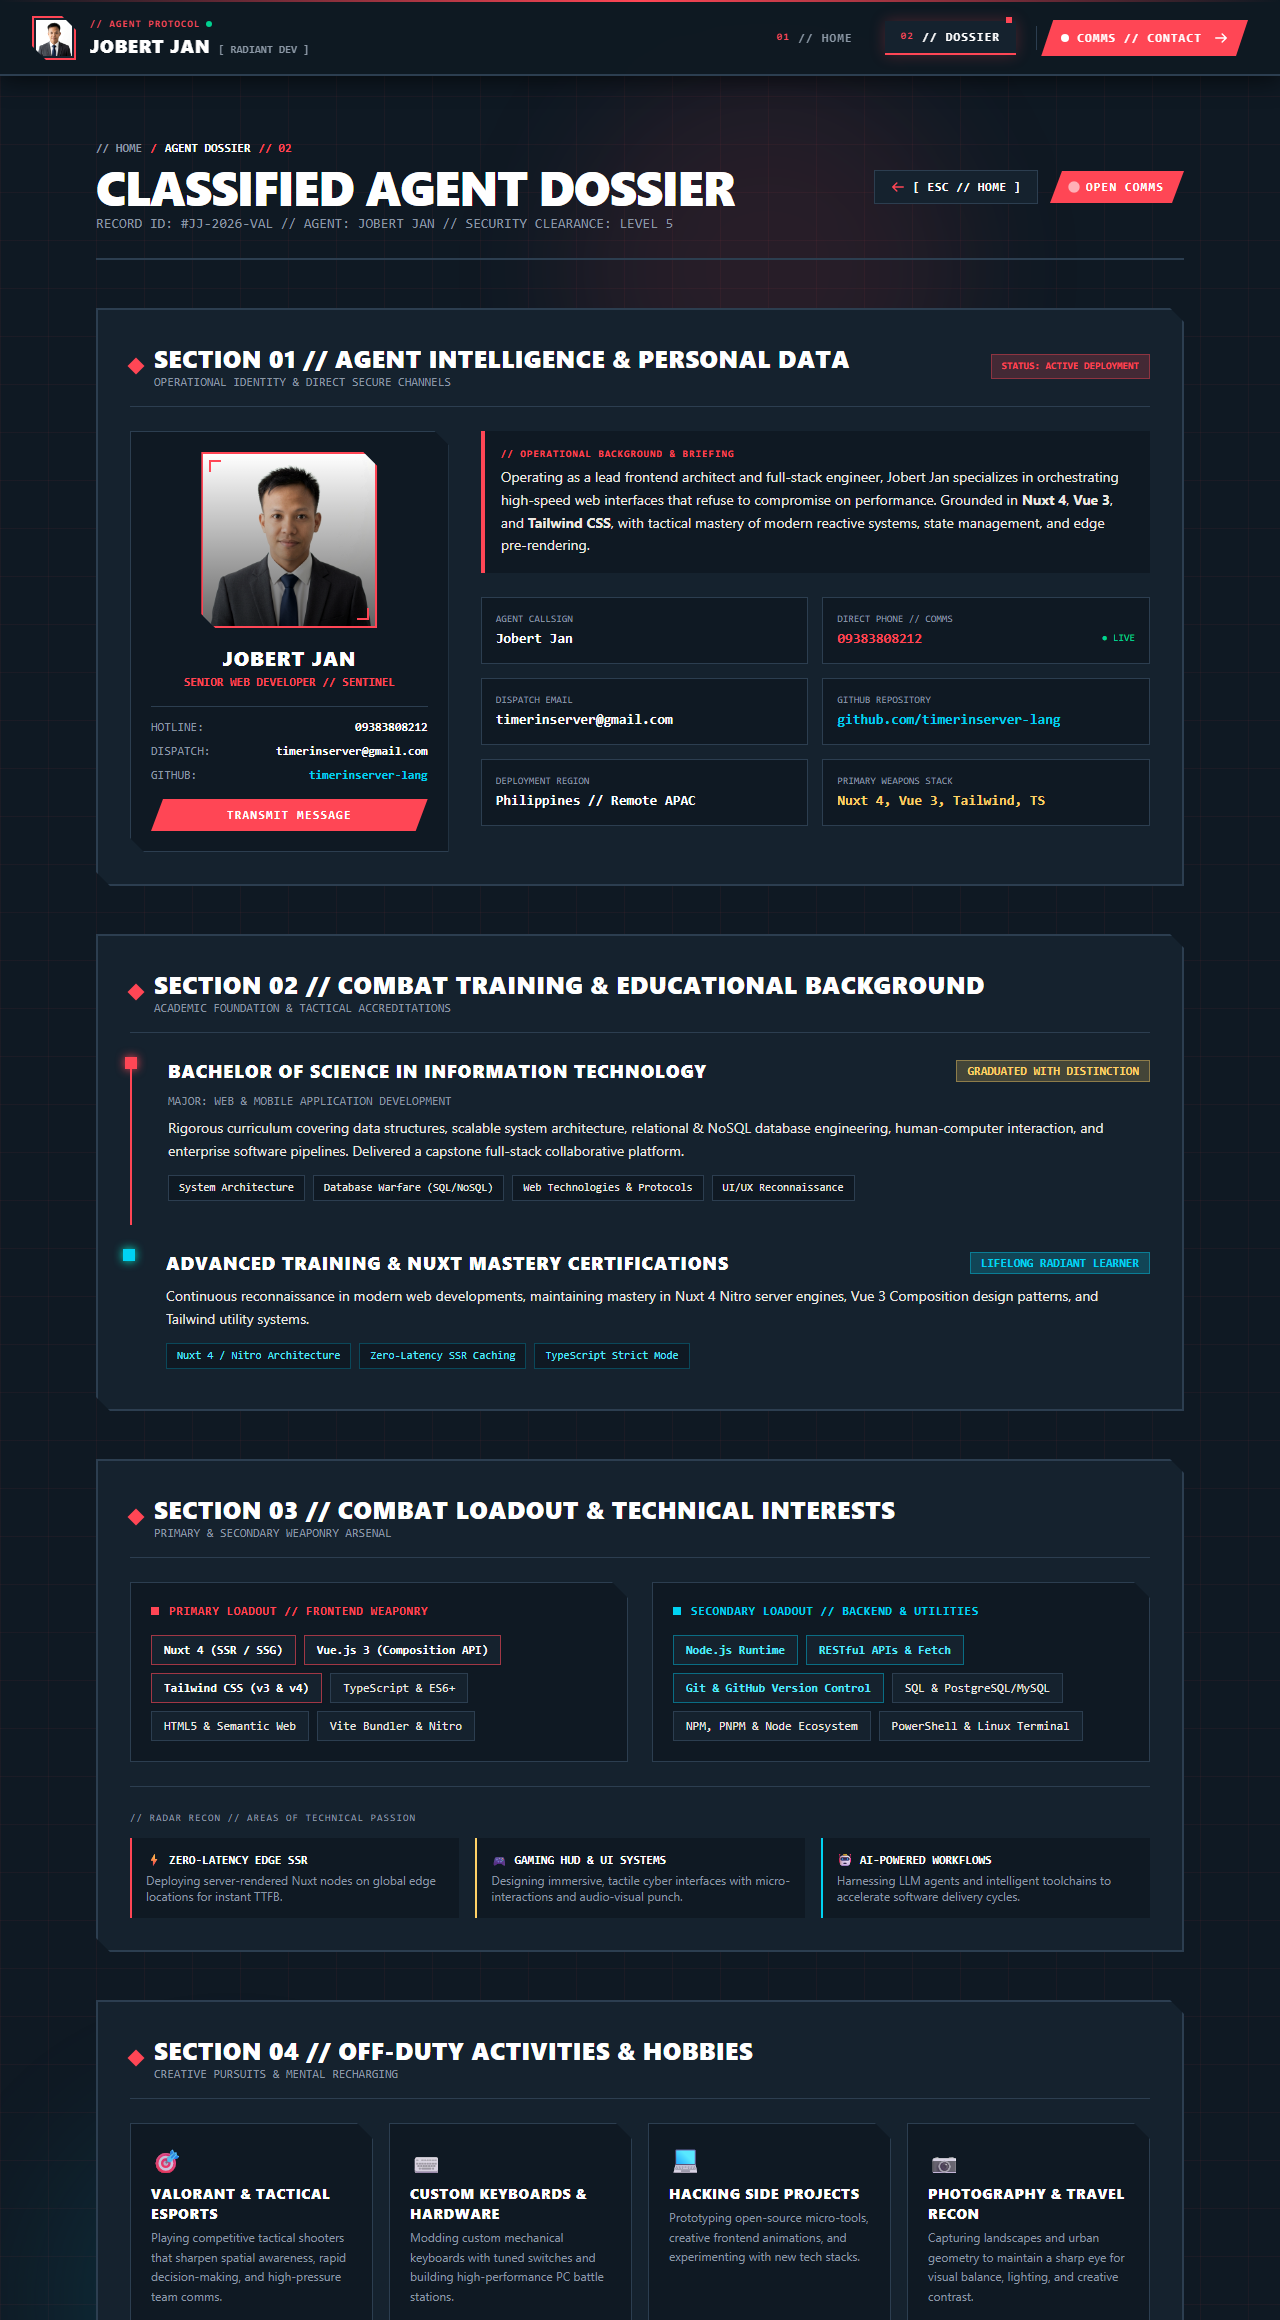 // AGENT PROTOCOL
JOBERT JAN [ RADIANT DEV ]
01 // HOME
02 // DOSSIER
COMMS // CONTACT →
// HOME / AGENT DOSSIER // 02
CLASSIFIED AGENT DOSSIER
RECORD ID: #JJ-2026-VAL // AGENT: JOBERT JAN // SECURITY CLEARANCE: LEVEL 5
← [ ESC // HOME ]
OPEN COMMS
SECTION 01 // AGENT INTELLIGENCE & PERSONAL DATA
OPERATIONAL IDENTITY & DIRECT SECURE CHANNELS
STATUS: ACTIVE DEPLOYMENT
JOBERT JAN
SENIOR WEB DEVELOPER // SENTINEL
HOTLINE: 09383808212
DISPATCH: timerinserver@gmail.com
GITHUB: timerinserver-lang
TRANSMIT MESSAGE
// OPERATIONAL BACKGROUND & BRIEFING
Operating as a lead frontend architect and full-stack engineer, Jobert Jan specializes in orchestrating
high-speed web interfaces that refuse to compromise on performance. Grounded in Nuxt 4, Vue 3,
and Tailwind CSS, with tactical mastery of modern reactive systems, state management, and edge
pre-rendering.
AGENT CALLSIGN
Jobert Jan
DIRECT PHONE // COMMS
09383808212
● LIVE
DISPATCH EMAIL
timerinserver@gmail.com
GITHUB REPOSITORY
github.com/timerinserver-lang
DEPLOYMENT REGION
Philippines // Remote APAC
PRIMARY WEAPONS STACK
Nuxt 4, Vue 3, Tailwind, TS
SECTION 02 // COMBAT TRAINING & EDUCATIONAL BACKGROUND
ACADEMIC FOUNDATION & TACTICAL ACCREDITATIONS
BACHELOR OF SCIENCE IN INFORMATION TECHNOLOGY
GRADUATED WITH DISTINCTION
MAJOR: WEB & MOBILE APPLICATION DEVELOPMENT
Rigorous curriculum covering data structures, scalable system architecture, relational & NoSQL database engineering, human-computer interaction, and
enterprise software pipelines. Delivered a capstone full-stack collaborative platform.
System Architecture
Database Warfare (SQL/NoSQL)
Web Technologies & Protocols
UI/UX Reconnaissance
ADVANCED TRAINING & NUXT MASTERY CERTIFICATIONS
LIFELONG RADIANT LEARNER
Continuous reconnaissance in modern web developments, maintaining mastery in Nuxt 4 Nitro server engines, Vue 3 Composition design patterns, and
Tailwind utility systems.
Nuxt 4 / Nitro Architecture
Zero-Latency SSR Caching
TypeScript Strict Mode
SECTION 03 // COMBAT LOADOUT & TECHNICAL INTERESTS
PRIMARY & SECONDARY WEAPONRY ARSENAL
PRIMARY LOADOUT // FRONTEND WEAPONRY
Nuxt 4 (SSR / SSG)
Vue.js 3 (Composition API)
Tailwind CSS (v3 & v4)
TypeScript & ES6+
HTML5 & Semantic Web
Vite Bundler & Nitro
SECONDARY LOADOUT // BACKEND & UTILITIES
Node.js Runtime
RESTful APIs & Fetch
Git & GitHub Version Control
SQL & PostgreSQL/MySQL
NPM, PNPM & Node Ecosystem
PowerShell & Linux Terminal
// RADAR RECON // AREAS OF TECHNICAL PASSION
ZERO-LATENCY EDGE SSR
Deploying server-rendered Nuxt nodes on global edge
locations for instant TTFB.
GAMING HUD & UI SYSTEMS
Designing immersive, tactile cyber interfaces with micro-
interactions and audio-visual punch.
AI-POWERED WORKFLOWS
Harnessing LLM agents and intelligent toolchains to
accelerate software delivery cycles.
SECTION 04 // OFF-DUTY ACTIVITIES & HOBBIES
CREATIVE PURSUITS & MENTAL RECHARGING
VALORANT & TACTICAL
ESPORTS
Playing competitive tactical shooters
that sharpen spatial awareness, rapid
decision-making, and high-pressure
team comms.
CUSTOM KEYBOARDS &
HARDWARE
Modding custom mechanical
keyboards with tuned switches and
building high-performance PC battle
stations.
HACKING SIDE PROJECTS
Prototyping open-source micro-tools,
creative frontend animations, and
experimenting with new tech stacks.
PHOTOGRAPHY & TRAVEL
RECON
Capturing landscapes and urban
geometry to maintain a sharp eye for
visual balance, lighting, and creative
contrast.